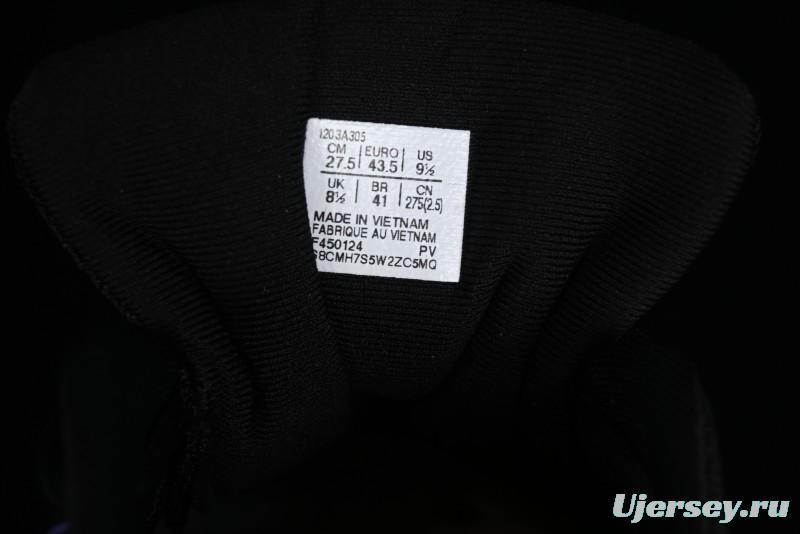 1203A305
CM | EURO | US
27.5 | 43.5 | 9½
UK | BR | CN
8½ | 41 | 275(2.5)
MADE IN VIETNAM
FABRIQUE AU VIETNAM
F450124 PV
S8CMH7S5W2ZC5MQ
Ujersey.ru